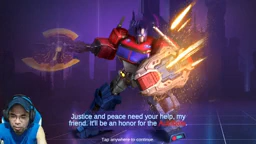 Justice and peace need your help, my
friend. It'll be an honor for the
Tap anywhere to continue